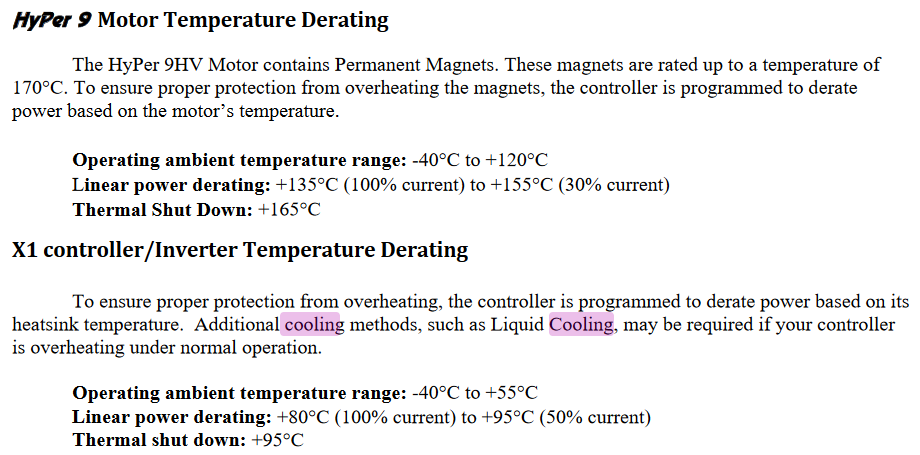 HyPer 9 Motor Temperature Derating
The HyPer 9HV Motor contains Permanent Magnets. These magnets are rated up to a temperature of
170°C. To ensure proper protection from overheating the magnets, the controller is programmed to derate
power based on the motor's temperature.
Operating ambient temperature range: -40°C to +120°C
Linear power derating: +135°C (100% current) to +155°C (30% current)
Thermal Shut Down: +165°C
X1 controller/Inverter Temperature Derating
To ensure proper protection from overheating, the controller is programmed to derate power based on its
heatsink temperature.  Additional cooling methods, such as Liquid Cooling, may be required if your controller
is overheating under normal operation.
Operating ambient temperature range: -40°C to +55°C
Linear power derating: +80°C (100% current) to +95°C (50% current)
Thermal shut down: +95°C